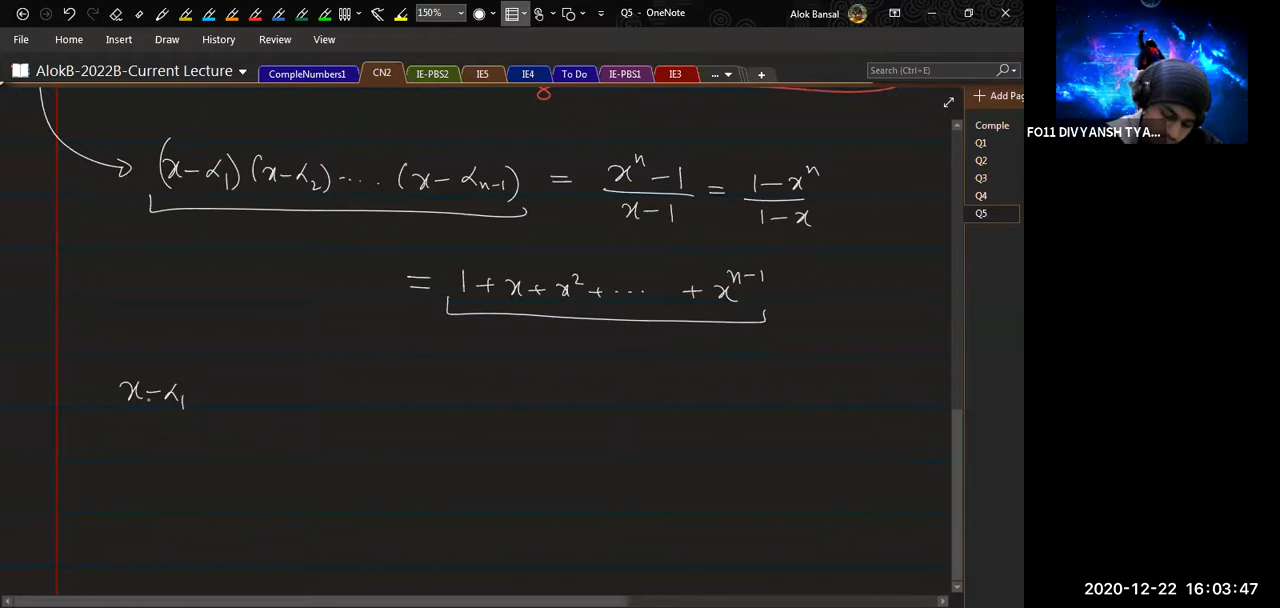 150%
Q5 - OneNote
Alok Bansal
File Home Insert Draw History Review View
AlokB-2022B-Current Lecture
CompleNumbers1 CN2 IE-PBS2 IE5 IE4 To Do IE-PBS1 IE3 ... +
Search (Ctrl+E)
+ Add Pag
Comple
Q1
Q2
Q3
Q4
Q5
FO11 DIVYANSH TYA...
8
(x-α₁)(x-α₂)....(x-αₙ₋₁) = (xⁿ-1)/(x-1) = (1-xⁿ)/(1-x)
= 1+x+x²+... +xⁿ⁻¹
x-α₁
2020-12-22 16:03:47